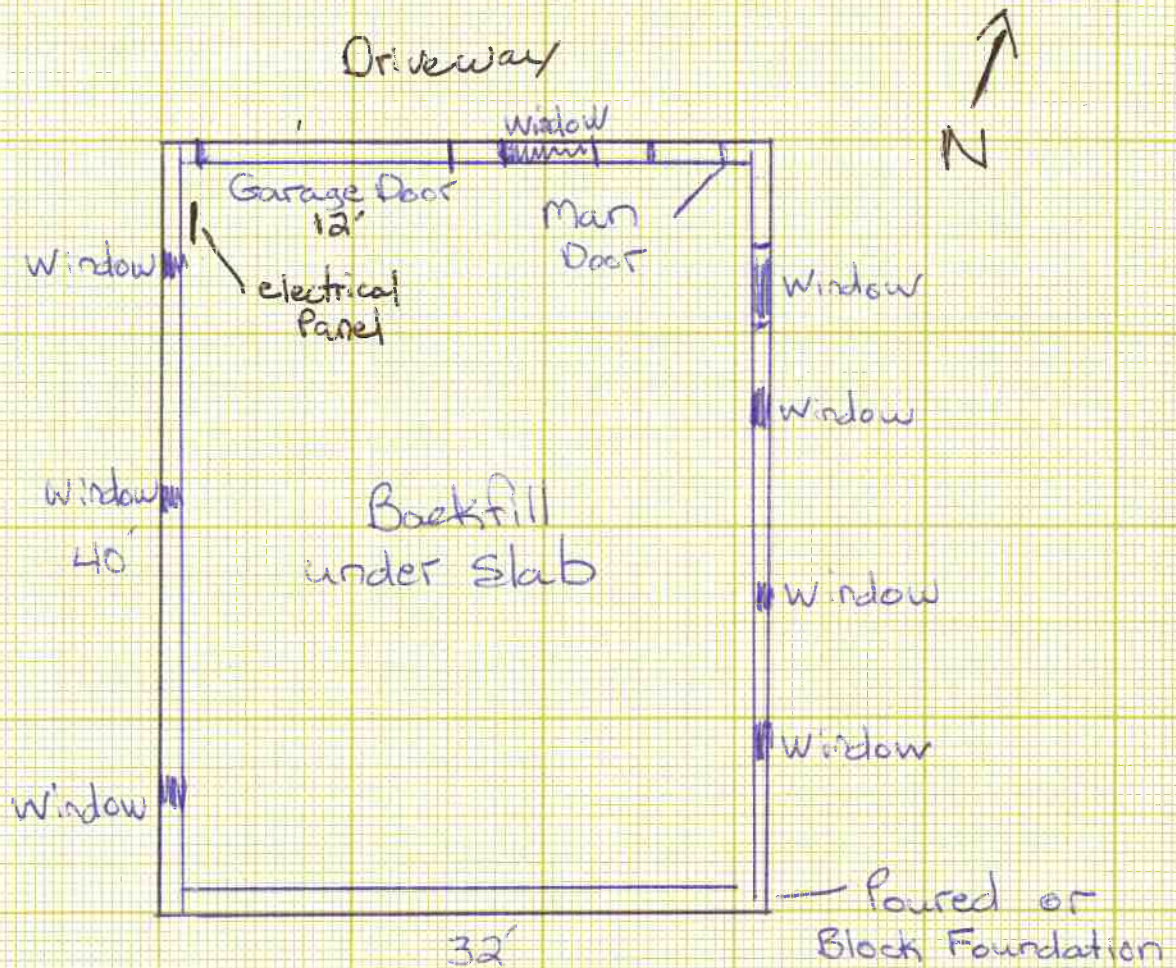 Driveway
N
Window
Garage Door
12'
Man
Door
Window
electrical
Panel
Window
Window
Window
40'
Backfill
under slab
Window
Window
Window
32'
Poured or
Block Foundation